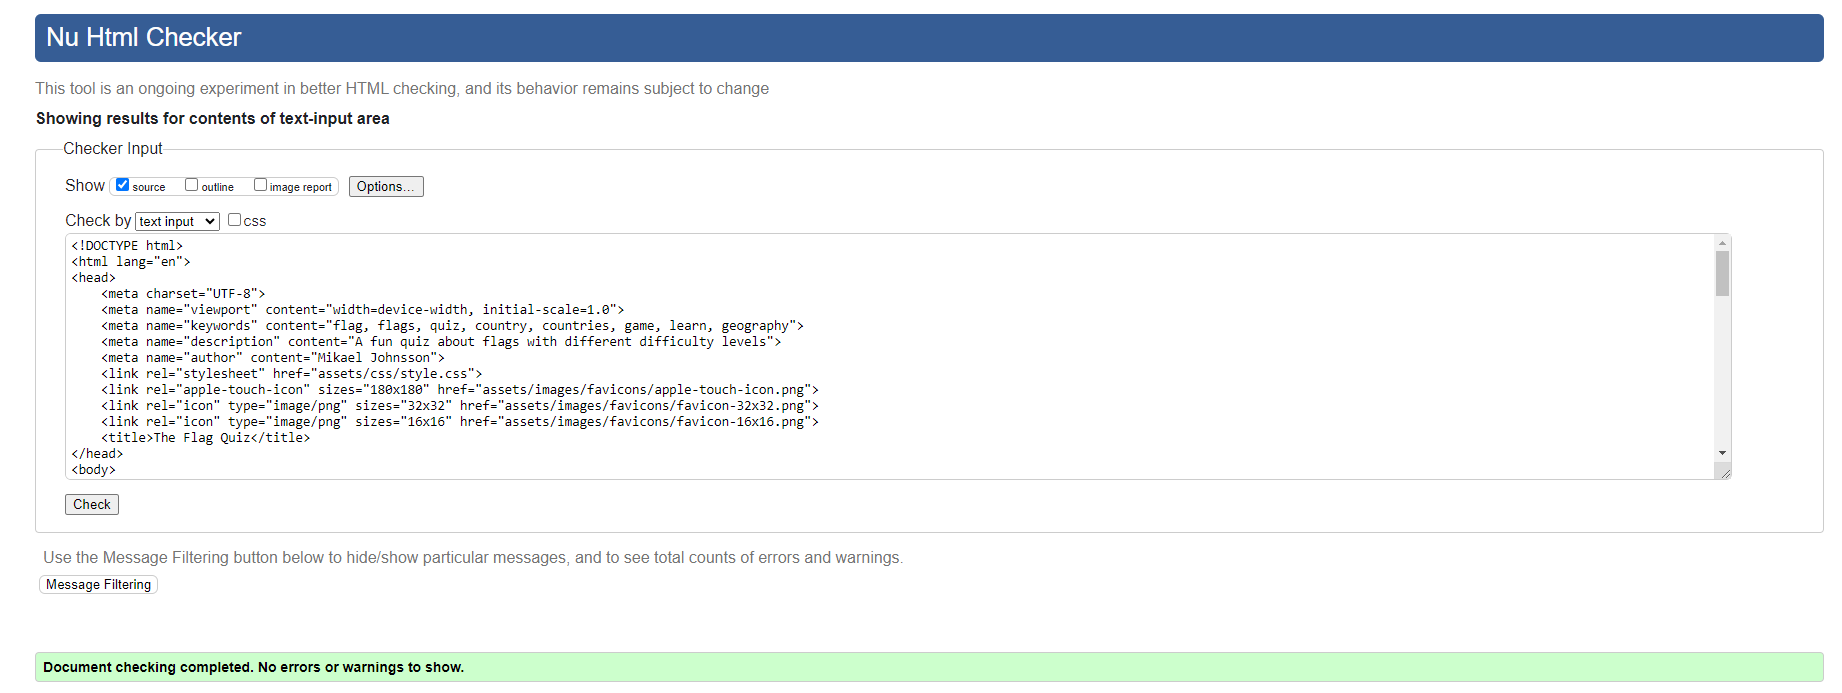 Nu Html Checker
This tool is an ongoing experiment in better HTML checking, and its behavior remains subject to change
Showing results for contents of text-input area
Checker Input
Show source outline image report Options...
Check by text input css
<!DOCTYPE html>
<html lang="en">
<head>
    <meta charset="UTF-8">
    <meta name="viewport" content="width=device-width, initial-scale=1.0">
    <meta name="keywords" content="flag, flags, quiz, country, countries, game, learn, geography">
    <meta name="description" content="A fun quiz about flags with different difficulty levels">
    <meta name="author" content="Mikael Johnsson">
    <link rel="stylesheet" href="assets/css/style.css">
    <link rel="apple-touch-icon" sizes="180x180" href="assets/images/favicons/apple-touch-icon.png">
    <link rel="icon" type="image/png" sizes="32x32" href="assets/images/favicons/favicon-32x32.png">
    <link rel="icon" type="image/png" sizes="16x16" href="assets/images/favicons/favicon-16x16.png">
    <title>The Flag Quiz</title>
</head>
<body>
Check
Use the Message Filtering button below to hide/show particular messages, and to see total counts of errors and warnings.
Message Filtering
Document checking completed. No errors or warnings to show.